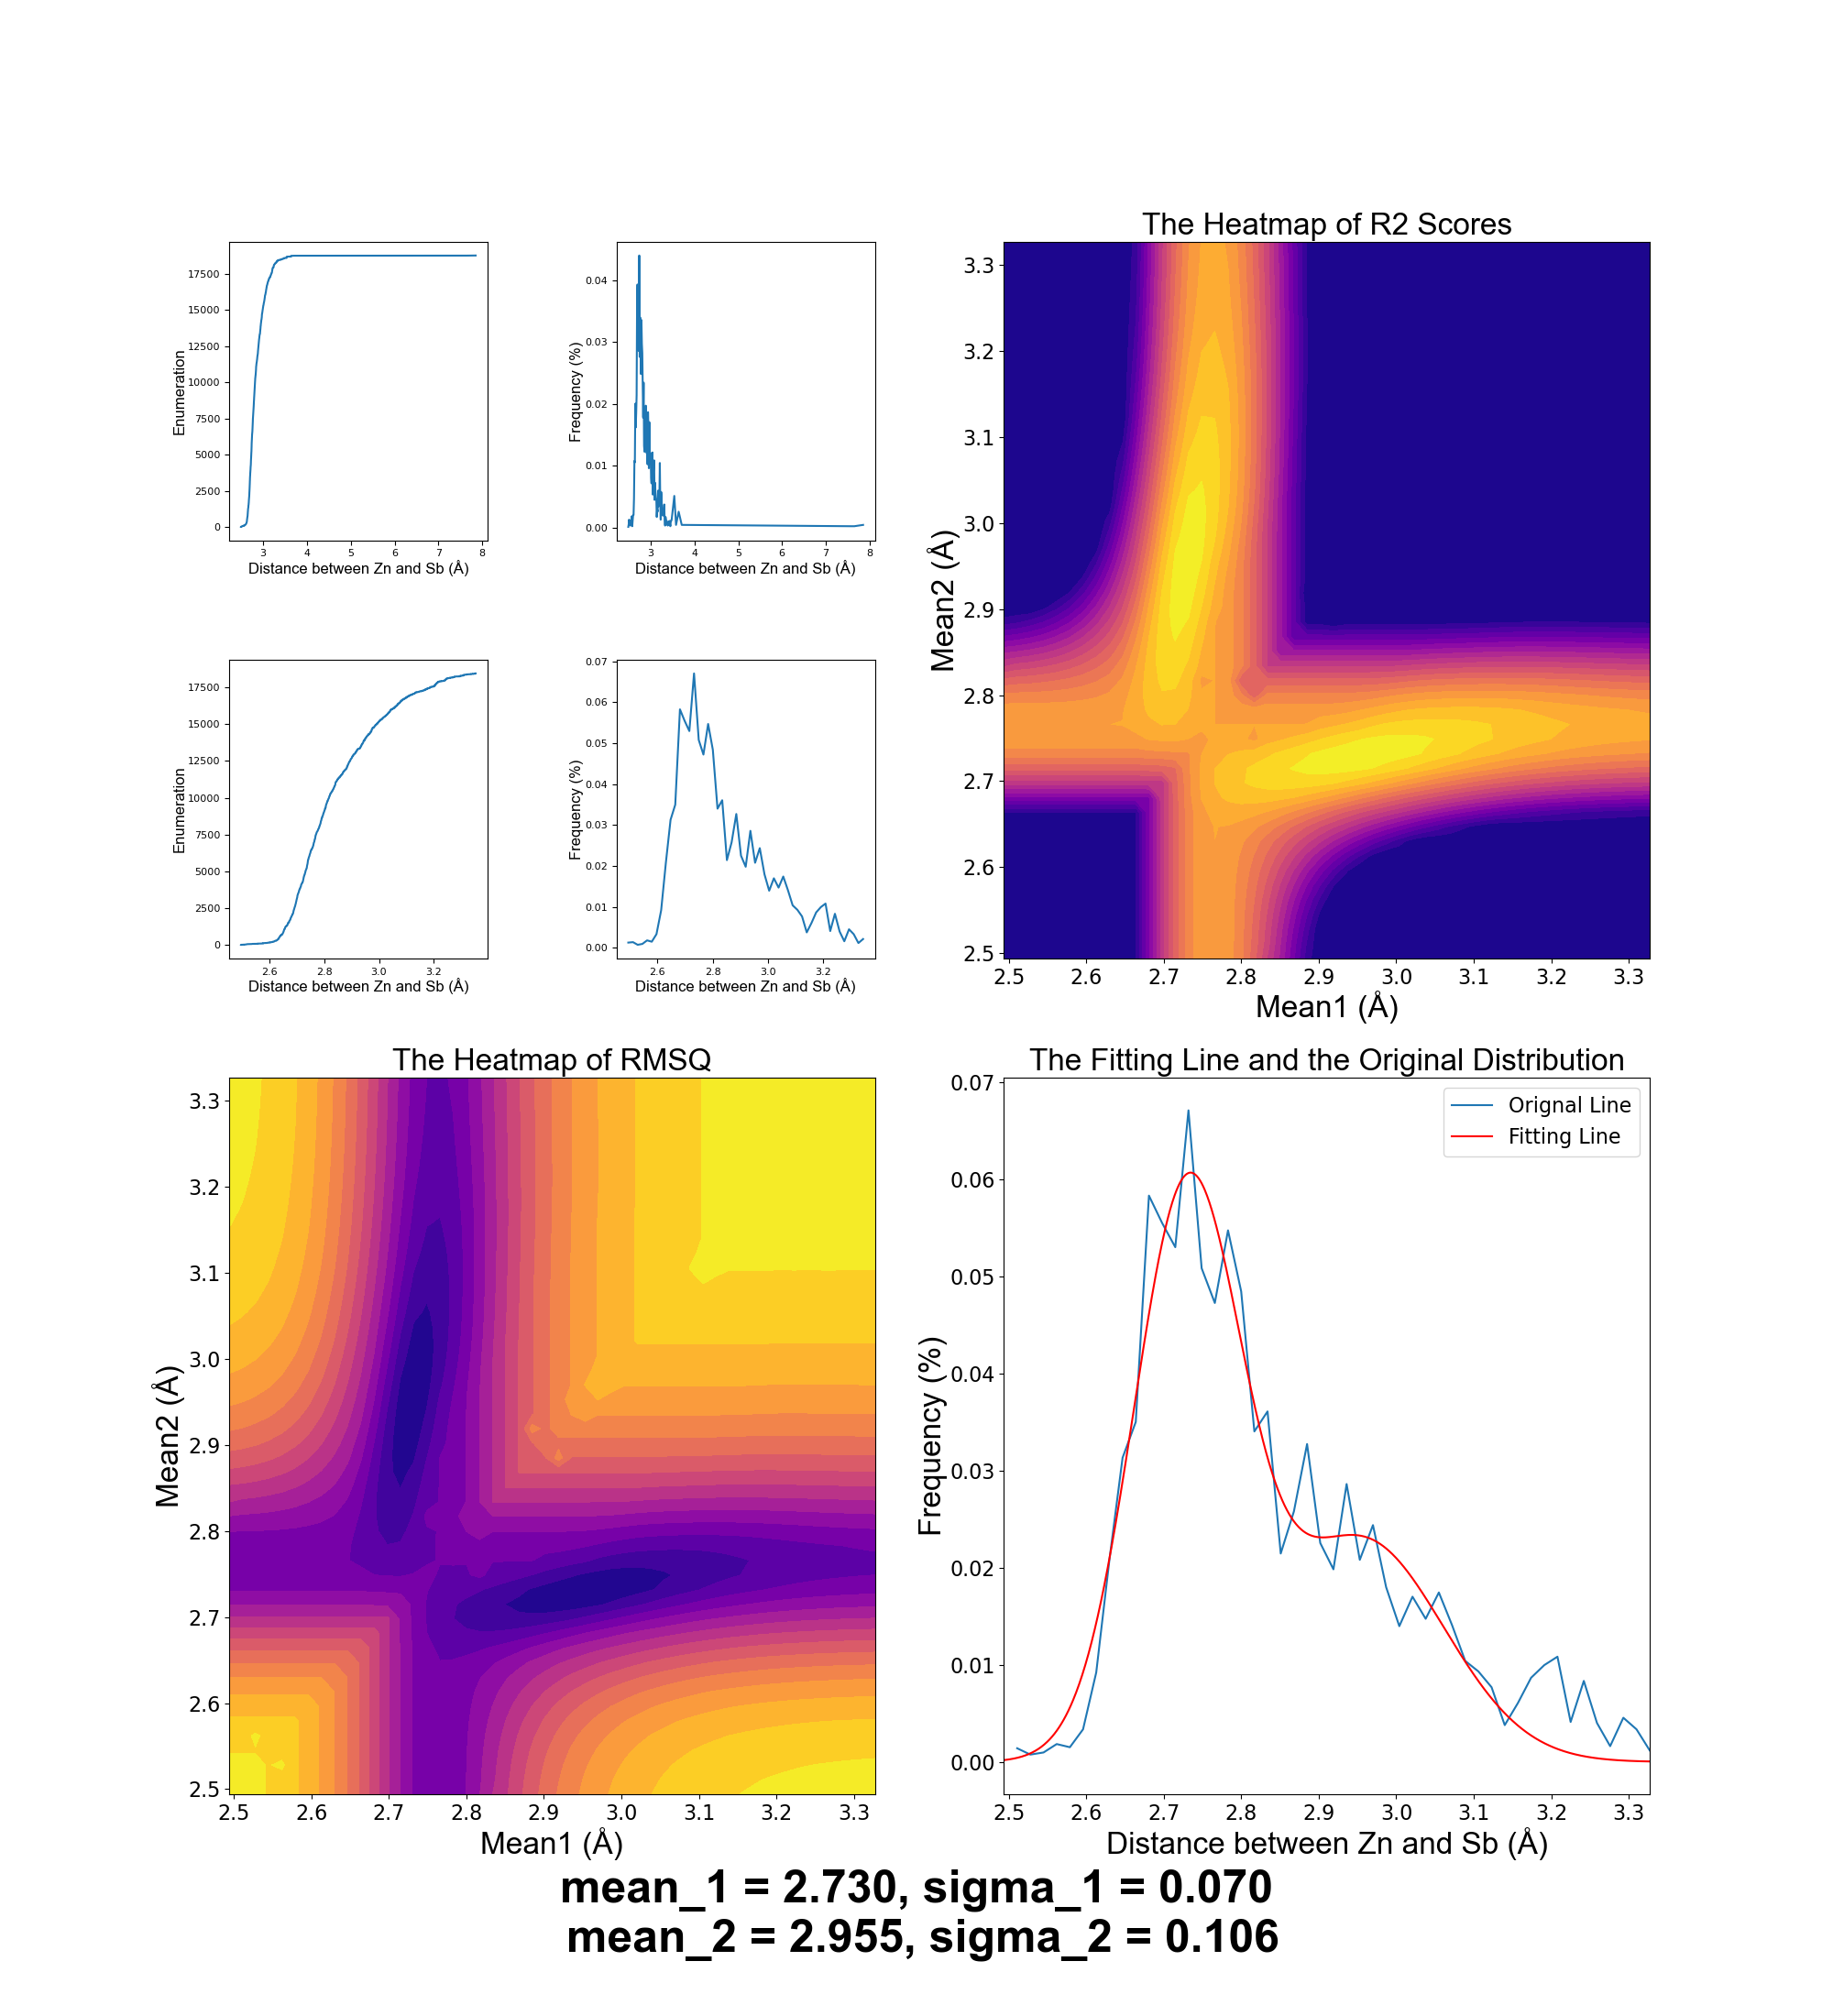 17500
15000
12500
10000
7500
5000
2500
0
Enumeration
3 4 5 6 7 8
Distance between Zn and Sb (Å)
0.04
0.03
0.02
0.01
0.00
Frequency (%)
3 4 5 6 7 8
Distance between Zn and Sb (Å)
The Heatmap of R2 Scores
3.3
3.2
3.1
3.0
2.9
2.8
2.7
2.6
2.5
Mean2 (Å)
2.5 2.6 2.7 2.8 2.9 3.0 3.1 3.2 3.3
Mean1 (Å)
17500
15000
12500
10000
7500
5000
2500
0
Enumeration
2.6 2.8 3.0 3.2
Distance between Zn and Sb (Å)
0.07
0.06
0.05
0.04
0.03
0.02
0.01
0.00
Frequency (%)
2.6 2.8 3.0 3.2
Distance between Zn and Sb (Å)
The Heatmap of RMSQ
3.3
3.2
3.1
3.0
2.9
2.8
2.7
2.6
2.5
Mean2 (Å)
2.5 2.6 2.7 2.8 2.9 3.0 3.1 3.2 3.3
Mean1 (Å)
The Fitting Line and the Original Distribution
Orignal Line
Fitting Line
0.07
0.06
0.05
0.04
0.03
0.02
0.01
0.00
Frequency (%)
2.5 2.6 2.7 2.8 2.9 3.0 3.1 3.2 3.3
Distance between Zn and Sb (Å)
mean_1 = 2.730, sigma_1 = 0.070
mean_2 = 2.955, sigma_2 = 0.106